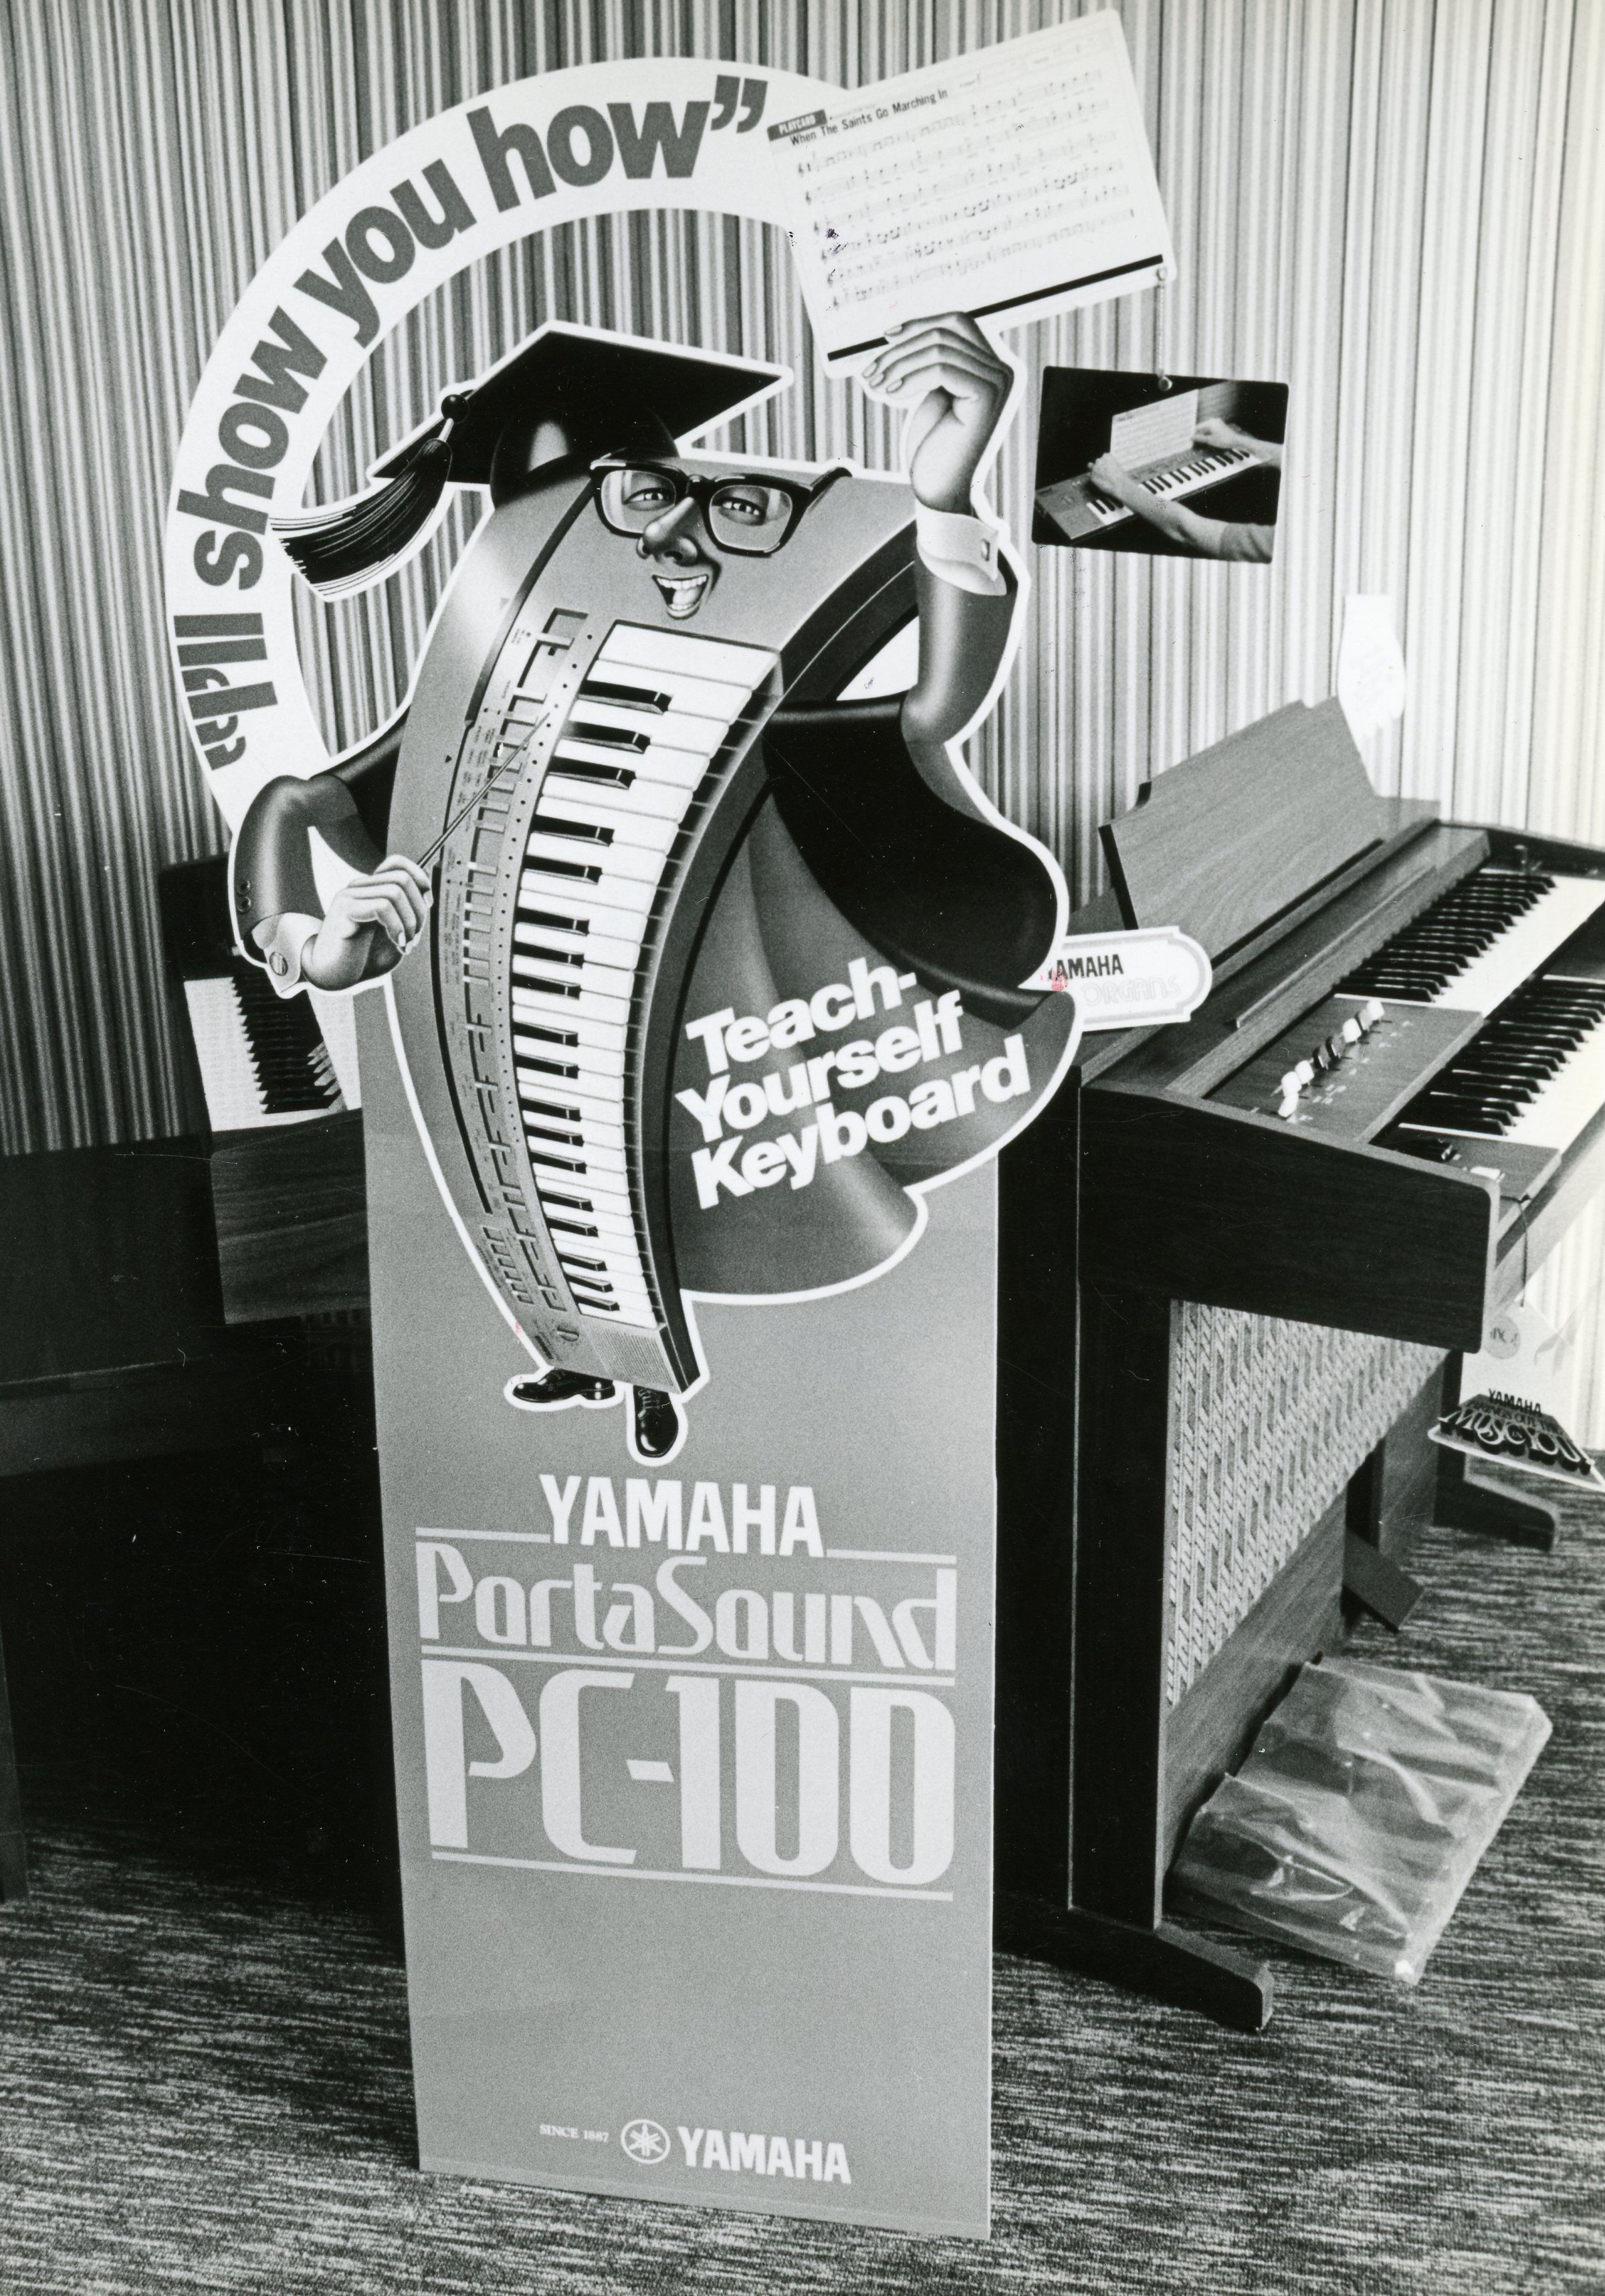 “I'll show you how”
PLAYCARD
When The Saints Go Marching In
Teach-
Yourself
Keyboard
YAMAHA
ORGANS
YAMAHA
YAMAHA
PortaSound
PC-100
SINCE 1887 YAMAHA